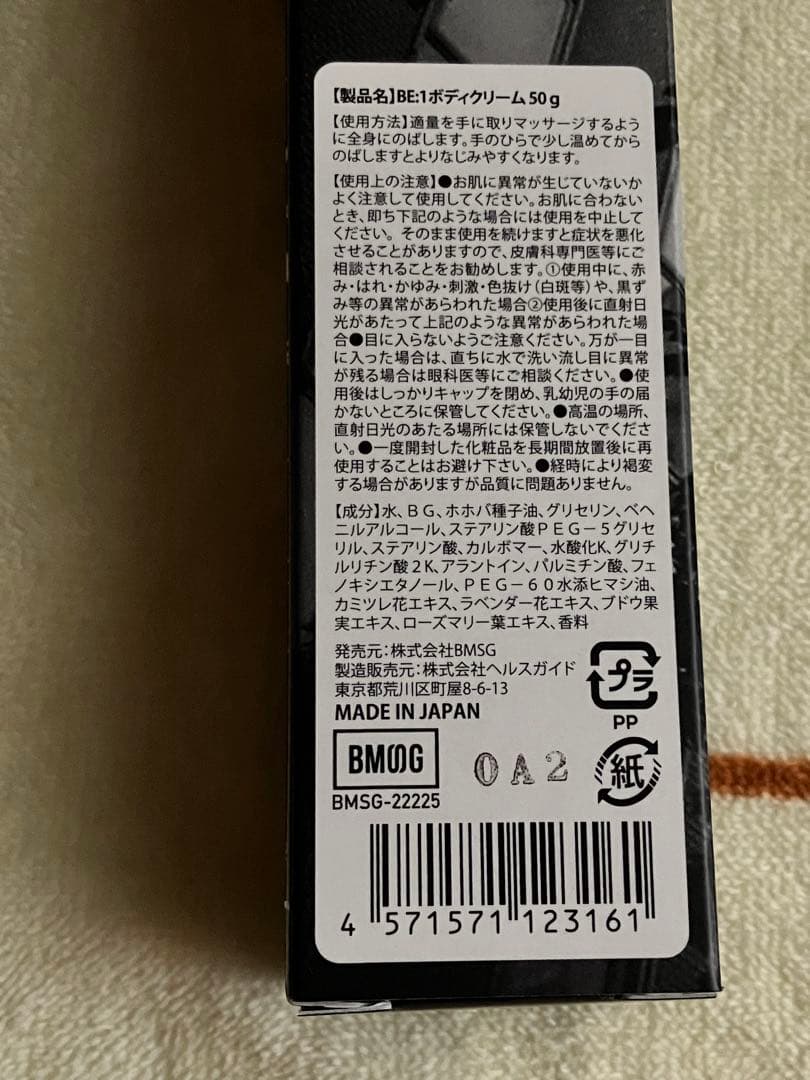 【製品名】BE:1ボディクリーム 50 g
【使用方法】適量を手に取りマッサージするよう
に全身にのばします。手のひらで少し温めてから
のばしますとよりなじみやすくなります。
【使用上の注意】●お肌に異常が生じていないか
よく注意して使用してください。お肌に合わない
とき、即ち下記のような場合には使用を中止して
ください。そのまま使用を続けますと症状を悪化
させることがありますので、皮膚科専門医等にご
相談されることをお勧めします。①使用中に、赤
み・はれ・かゆみ・刺激・色抜け(白斑等)や、黒ず
み等の異常があらわれた場合②使用後に直射日
光があたって上記のような異常があらわれた場
合●目に入らないようご注意ください。万が一目
に入った場合は、直ちに水で洗い流し目に異常
が残る場合は眼科医等にご相談ください。●使
用後はしっかりキャップを閉め、乳幼児の手の届
かないところに保管してください。●高温の場所、
直射日光のあたる場所には保管しないでくださ
い。●一度開封した化粧品を長期間放置後に再
使用することはお避け下さい。●経時により褐変
する場合がありますが品質に問題ありません。
【成分】水、BG、ホホバ種子油、グリセリン、ベヘ
ニルアルコール、ステアリン酸PEG-5グリセ
リル、ステアリン酸、カルボマー、水酸化K、グリチ
ルリチン酸2K、アラントイン、パルミチン酸、フェ
ノキシエタノール、PEG-60水添ヒマシ油、
カミツレ花エキス、ラベンダー花エキス、ブドウ果
実エキス、ローズマリー葉エキス、香料
発売元:株式会社BMSG
製造販売元:株式会社ヘルスガイド
東京都荒川区町屋8-6-13
MADE IN JAPAN
プラ
PP
BMSG
0A2
紙
BMSG-22225
4 571571 123161